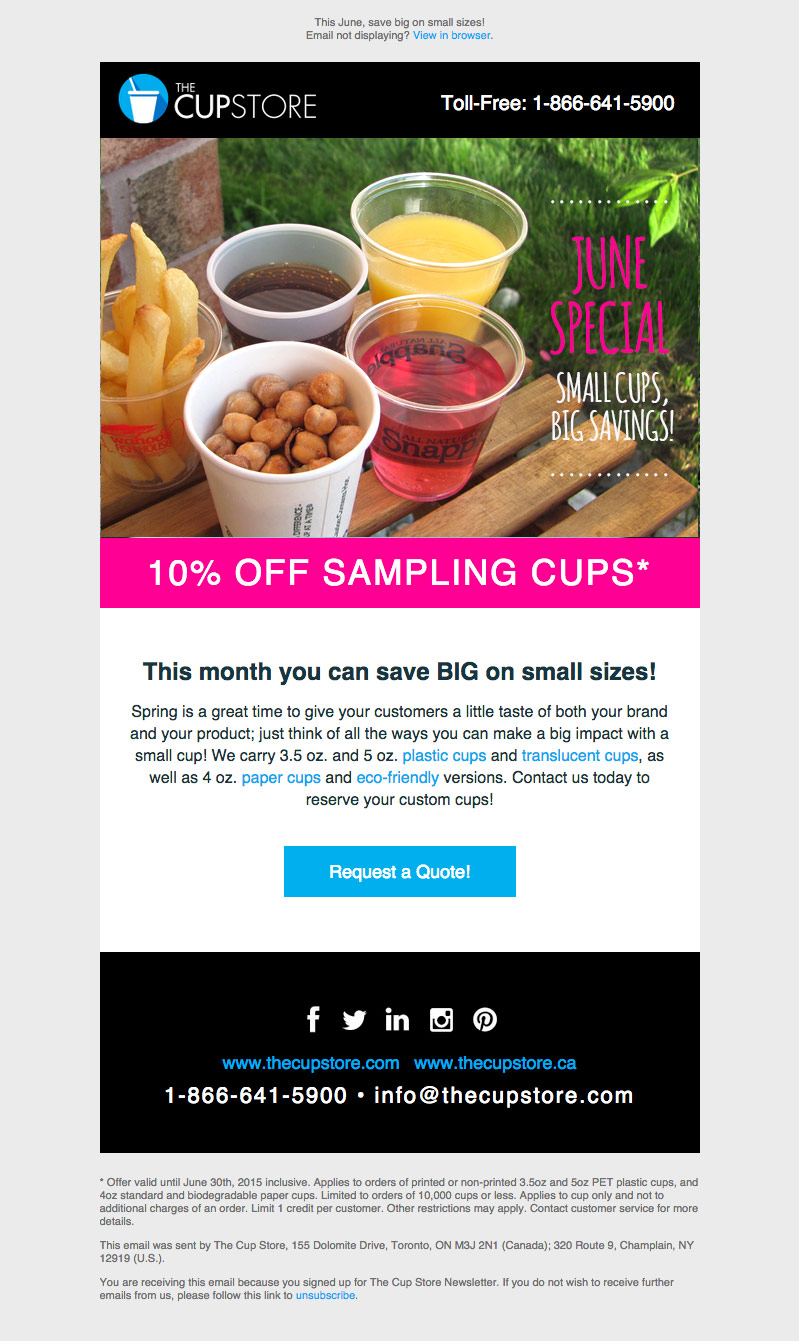 This June, save big on small sizes!
Email not displaying? View in browser.
THE
CUPSTORE
Toll-Free: 1-866-641-5900
JUNE
SPECIAL
SMALL CUPS,
BIG SAVINGS!
ALL NATURAL
Snapple
wahoo's
FISH HOUSE
10% OFF SAMPLING CUPS*
This month you can save BIG on small sizes!
Spring is a great time to give your customers a little taste of both your brand
and your product; just think of all the ways you can make a big impact with a
small cup! We carry 3.5 oz. and 5 oz. plastic cups and translucent cups, as
well as 4 oz. paper cups and eco-friendly versions. Contact us today to
reserve your custom cups!
Request a Quote!
www.thecupstore.com www.thecupstore.ca
1-866-641-5900 • info@thecupstore.com
* Offer valid until June 30th, 2015 inclusive. Applies to orders of printed or non-printed 3.5oz and 5oz PET plastic cups, and
4oz standard and biodegradable paper cups. Limited to orders of 10,000 cups or less. Applies to cup only and not to
additional charges of an order. Limit 1 credit per customer. Other restrictions may apply. Contact customer service for more
details.
This email was sent by The Cup Store, 155 Dolomite Drive, Toronto, ON M3J 2N1 (Canada); 320 Route 9, Champlain, NY
12919 (U.S.).
You are receiving this email because you signed up for The Cup Store Newsletter. If you do not wish to receive further
emails from us, please follow this link to unsubscribe.